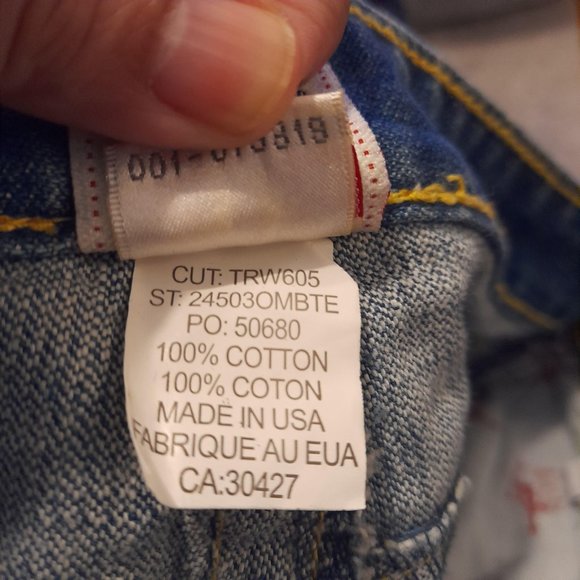 CUT: TRW605
ST: 24503OMBTE
PO: 50680
100% COTTON
100% COTON
MADE IN USA
FABRIQUE AU EUA
CA:30427